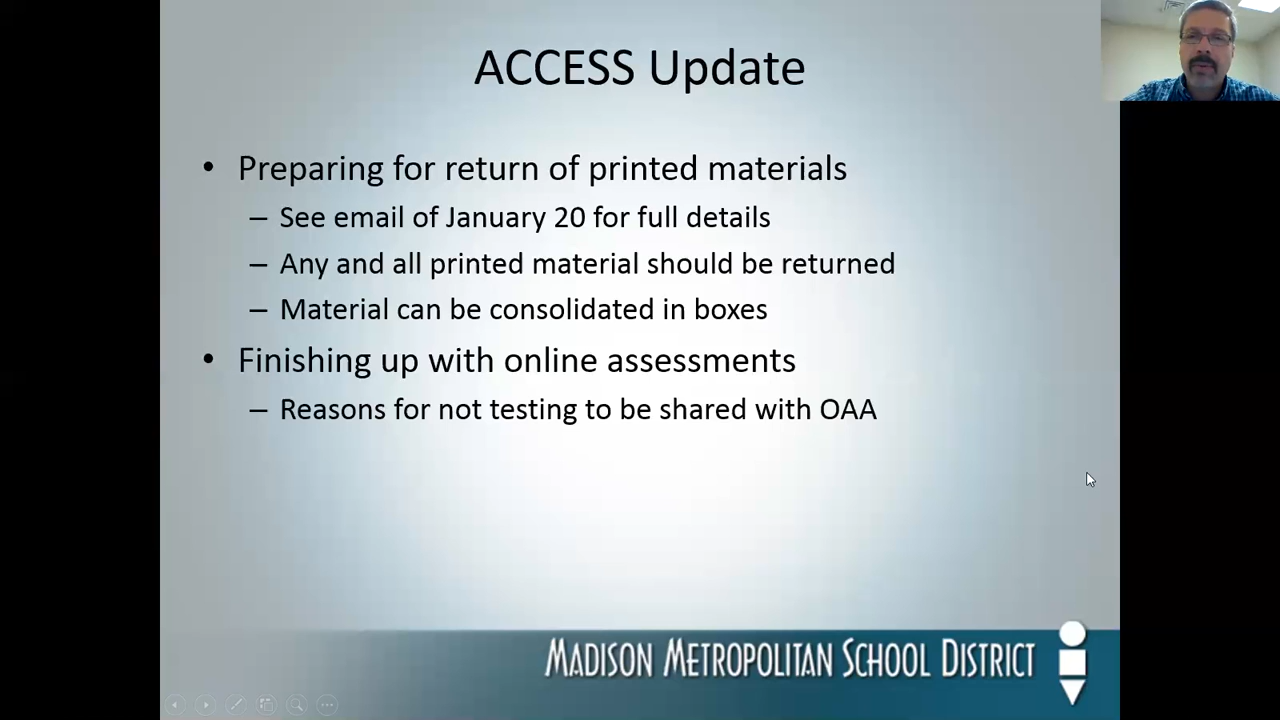 ACCESS Update
• Preparing for return of printed materials
– See email of January 20 for full details
– Any and all printed material should be returned
– Material can be consolidated in boxes
• Finishing up with online assessments
– Reasons for not testing to be shared with OAA
MADISON METROPOLITAN SCHOOL DISTRICT